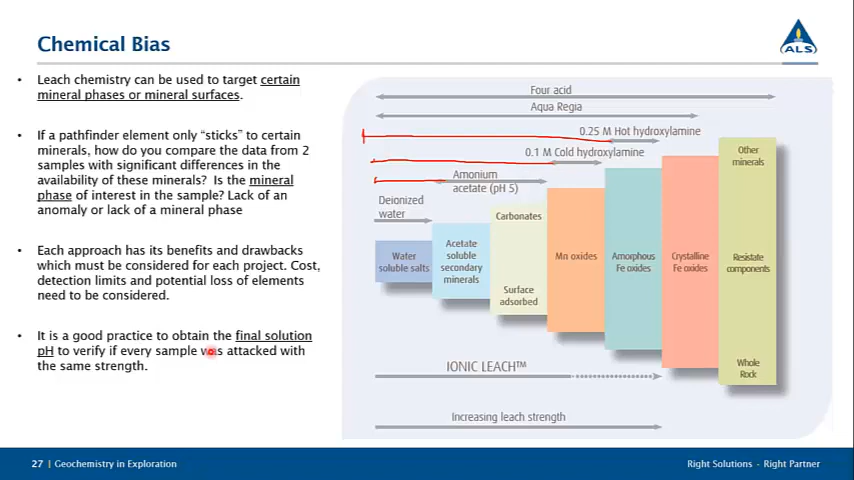 Chemical Bias
ALS
• Leach chemistry can be used to target certain
mineral phases or mineral surfaces.
• If a pathfinder element only “sticks” to certain
minerals, how do you compare the data from 2
samples with significant differences in the
availability of these minerals? Is the mineral
phase of interest in the sample? Lack of an
anomaly or lack of a mineral phase
• Each approach has its benefits and drawbacks
which must be considered for each project. Cost,
detection limits and potential loss of elements
need to be considered.
• It is a good practice to obtain the final solution
pH to verify if every sample was attacked with
the same strength.
Four acid
Aqua Regia
0.25 M Hot hydroxylamine
0.1 M Cold hydroxylamine
Amonium
acetate (pH 5)
Deionized
water
Water
soluble salts
Acetate
soluble
secondary
minerals
Carbonates
Surface
adsorbed
Mn oxides
Amorphous
Fe oxides
Crystalline
Fe oxides
Other
minerals
Resistate
components
Whole
Rock
IONIC LEACH™
Increasing leach strength
27 | Geochemistry in Exploration
Right Solutions - Right Partner